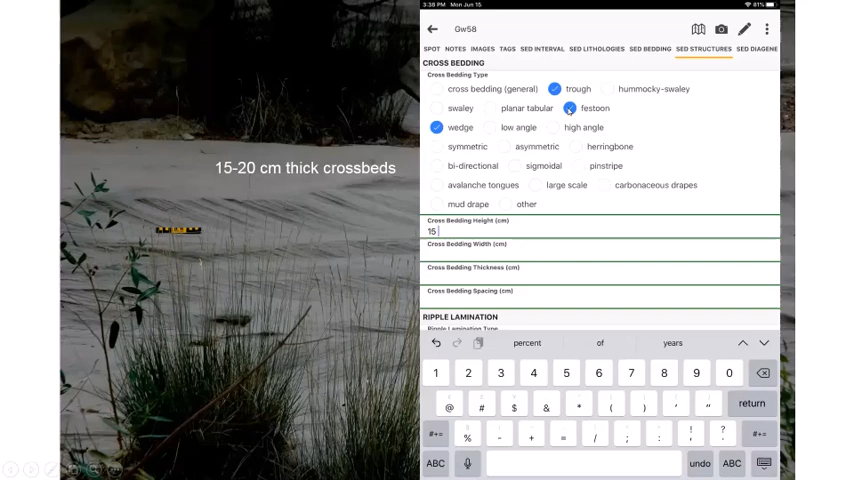 3:38 PM Mon Jun 15
81%
Gw58
SPOT NOTES IMAGES TAGS SED INTERVAL SED LITHOLOGIES SED BEDDING SED STRUCTURES SED DIAGENE
CROSS BEDDING
Cross Bedding Type
cross bedding (general) trough hummocky-swaley
swaley planar tabular festoon
wedge low angle high angle
symmetric asymmetric herringbone
bi-directional sigmoidal pinstripe
avalanche tongues large scale carbonaceous drapes
mud drape other
Cross Bedding Height (cm)
15
Cross Bedding Width (cm)
Cross Bedding Thickness (cm)
Cross Bedding Spacing (cm)
RIPPLE LAMINATION
Ripple Lamination Type
15-20 cm thick crossbeds
percent of years
1 2 3 4 5 6 7 8 9 0
@ # $ & * ( ) ' "
#+= % - + = / ; : ! , ? . #+=
ABC undo ABC
return